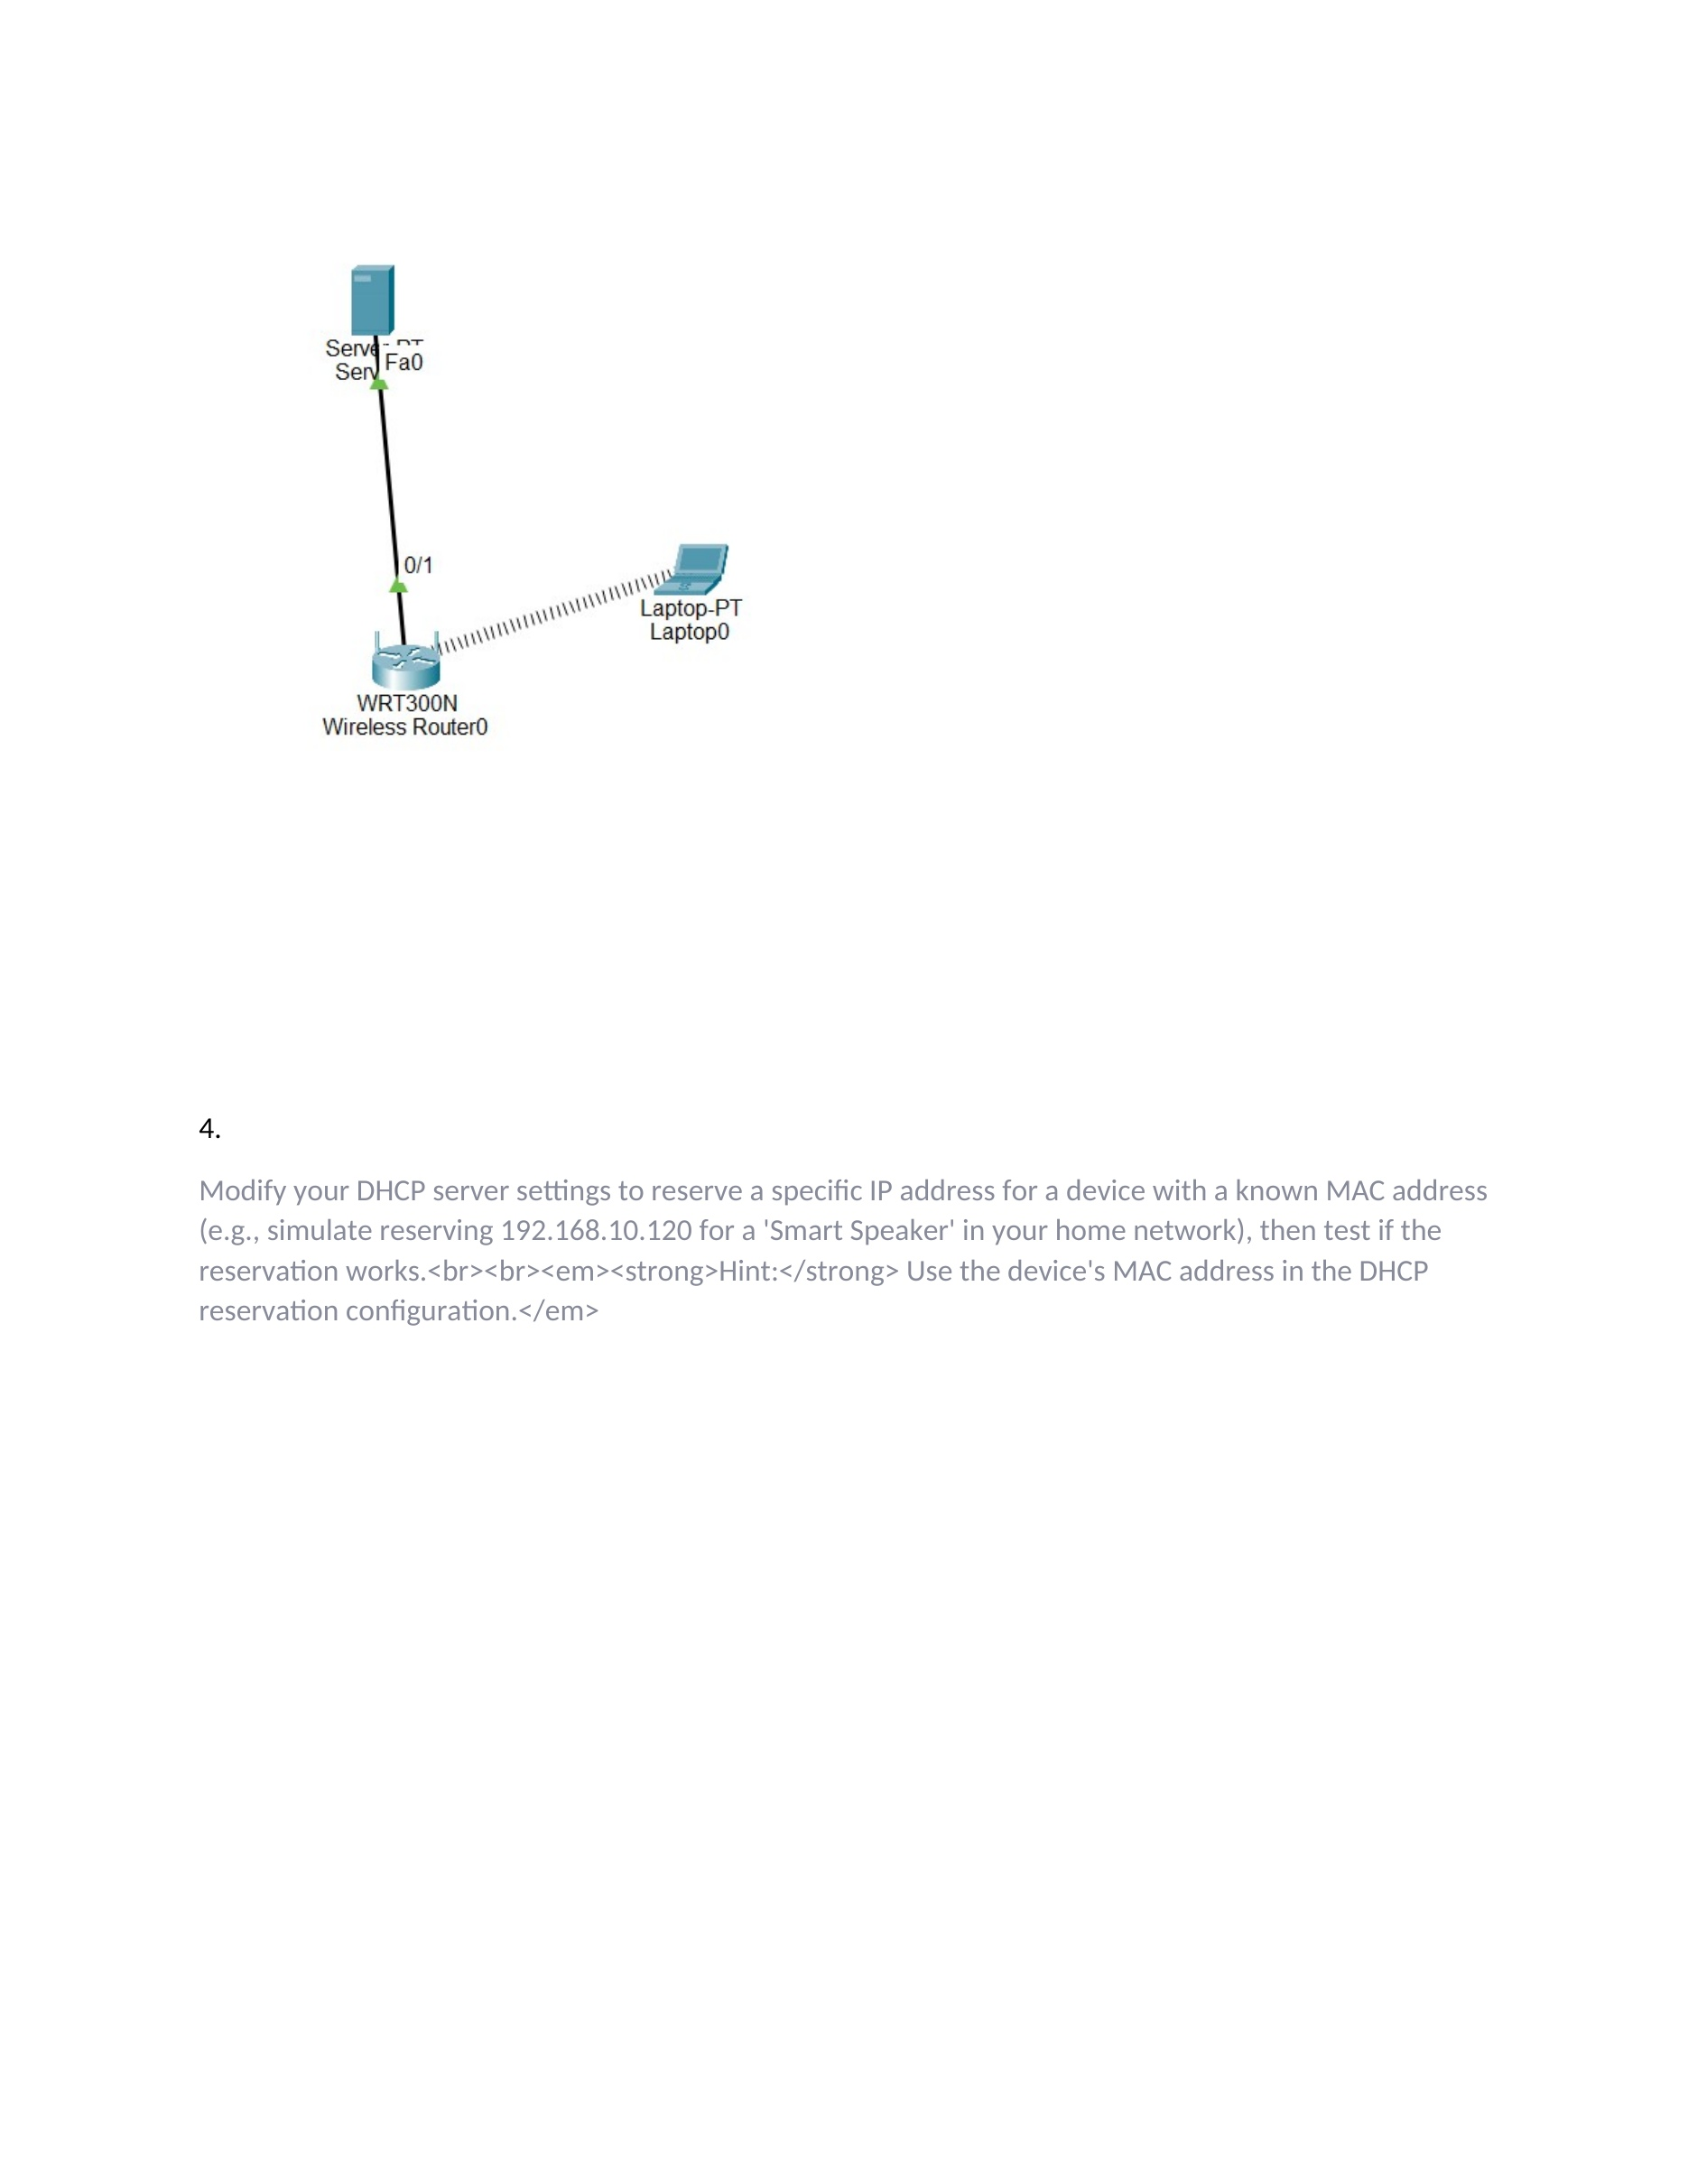 Fa0
0/1
Laptop-PT
Laptop0
WRT300N
Wireless Router0
4.
Modify your DHCP server settings to reserve a specific IP address for a device with a known MAC address
(e.g., simulate reserving 192.168.10.120 for a 'Smart Speaker' in your home network), then test if the
reservation works.<br><br><em><strong>Hint:</strong> Use the device's MAC address in the DHCP
reservation configuration.</em>